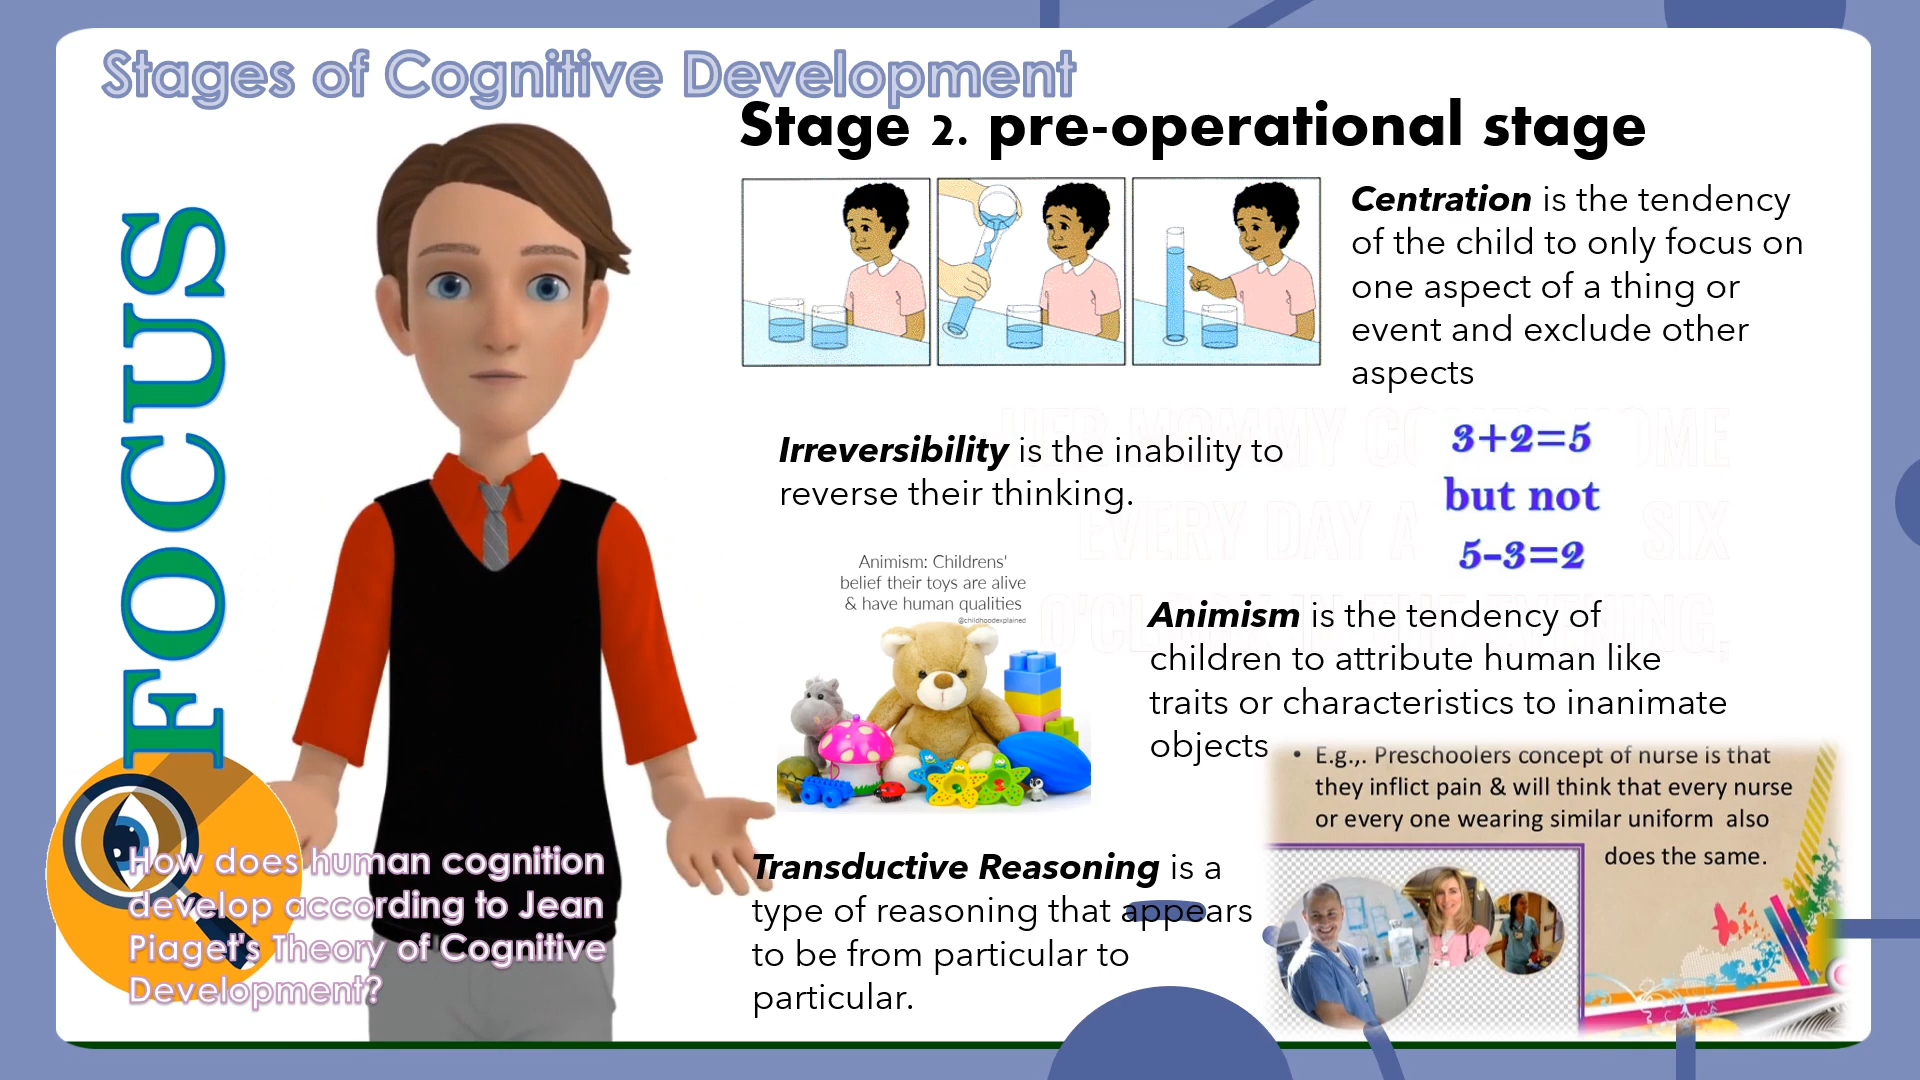 Stages of Cognitive Development
Stage 2. pre-operational stage
FOCUS
Centration is the tendency
of the child to only focus on
one aspect of a thing or
event and exclude other
aspects
Irreversibility is the inability to
reverse their thinking.
3+2=5
but not
5-3=2
Animism: Childrens'
belief their toys are alive
& have human qualities
@childhoodexplained
Animism is the tendency of
children to attribute human like
traits or characteristics to inanimate
objects
• E.g.,. Preschoolers concept of nurse is that
they inflict pain & will think that every nurse
or every one wearing similar uniform also
does the same.
Transductive Reasoning is a
type of reasoning that appears
to be from particular to
particular.
How does human cognition
develop according to Jean
Piaget's Theory of Cognitive
Development?